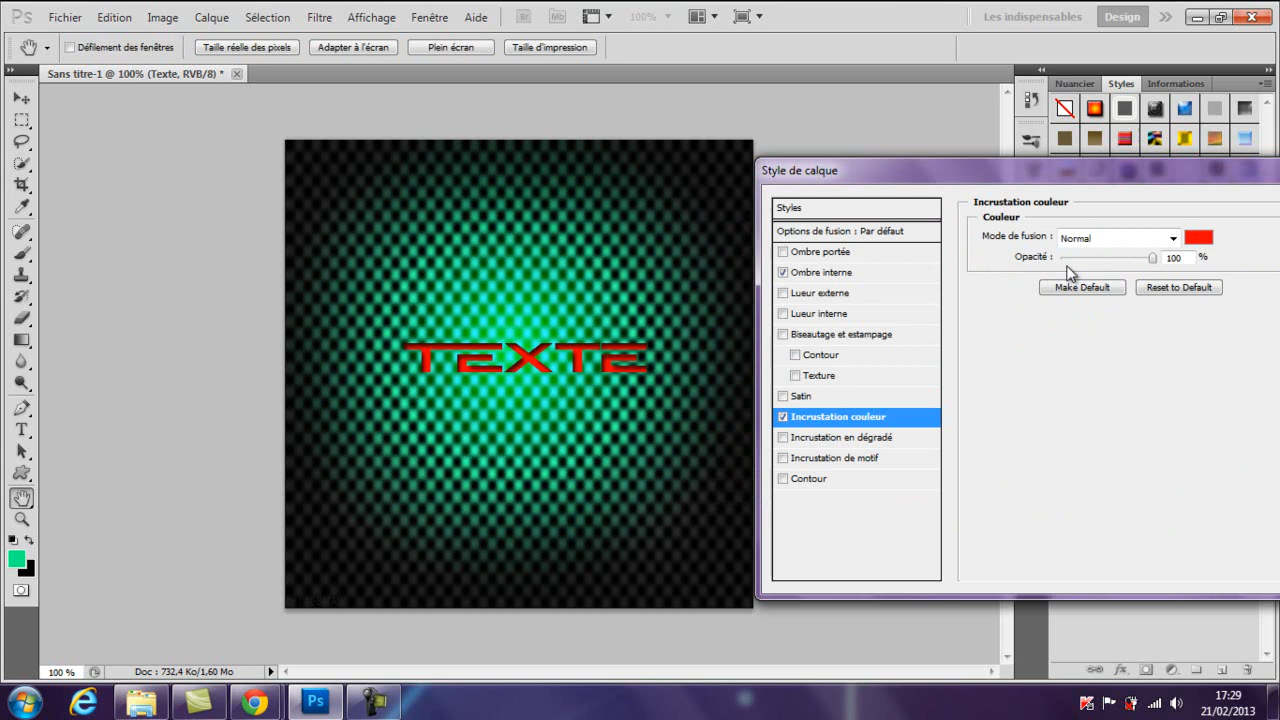 Ps Fichier Edition Image Calque Sélection Filtre Affichage Fenêtre Aide Br Mb 100% Les indispensables Design
Défilement des fenêtres Taille réelle des pixels Adapter à l'écran Plein écran Taille d'impression
Sans titre-1 @ 100% (Texte, RVB/8) *
Nuancier Styles Informations
Style de calque
Styles
Options de fusion : Par défaut
Ombre portée
Ombre interne
Lueur externe
Lueur interne
Biseautage et estampage
Contour
Texture
Satin
Incrustation couleur
Incrustation en dégradé
Incrustation de motif
Contour
Incrustation couleur
Couleur
Mode de fusion : Normal
Opacité : 100 %
Make Default Reset to Default
TEXTE
100 % Doc : 732,4 Ko/1,60 Mo
Ps
17:29
21/02/2013